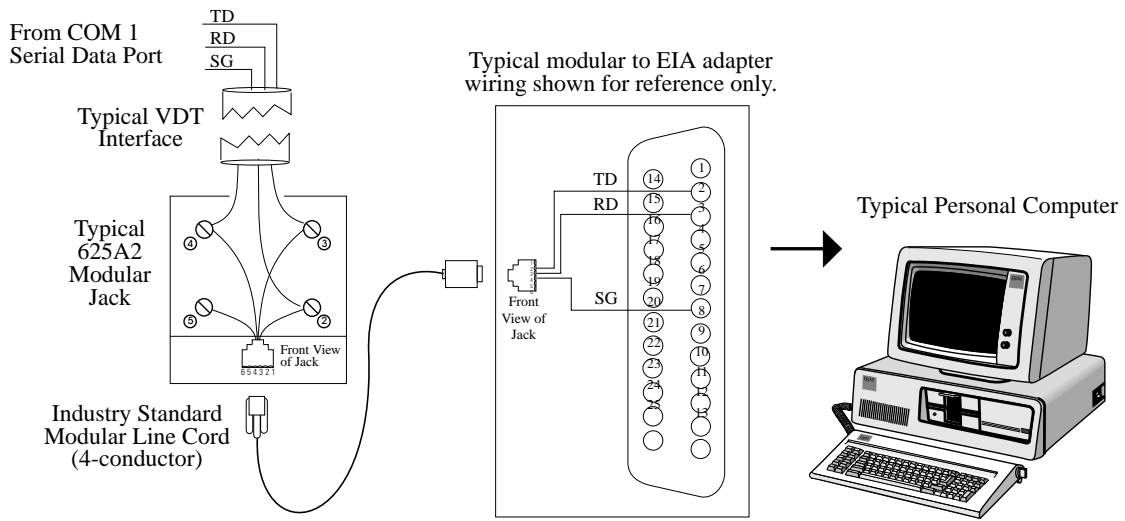 TD
From COM 1
RD
Serial Data Port
SG
Typical VDT
Interface
Typical modular to EIA adapter
wiring shown for reference only.
Typical
625A2
Modular
Jack
4
3
5
2
Front View
of Jack
6 5 4 3 2 1
Industry Standard
Modular Line Cord
(4-conductor)
TD
RD
SG
Front
View of
Jack
1
14
2
15
3
16
4
17
5
18
6
19
7
20
8
21
9
22
10
23
11
24
12
25
13
Typical Personal Computer